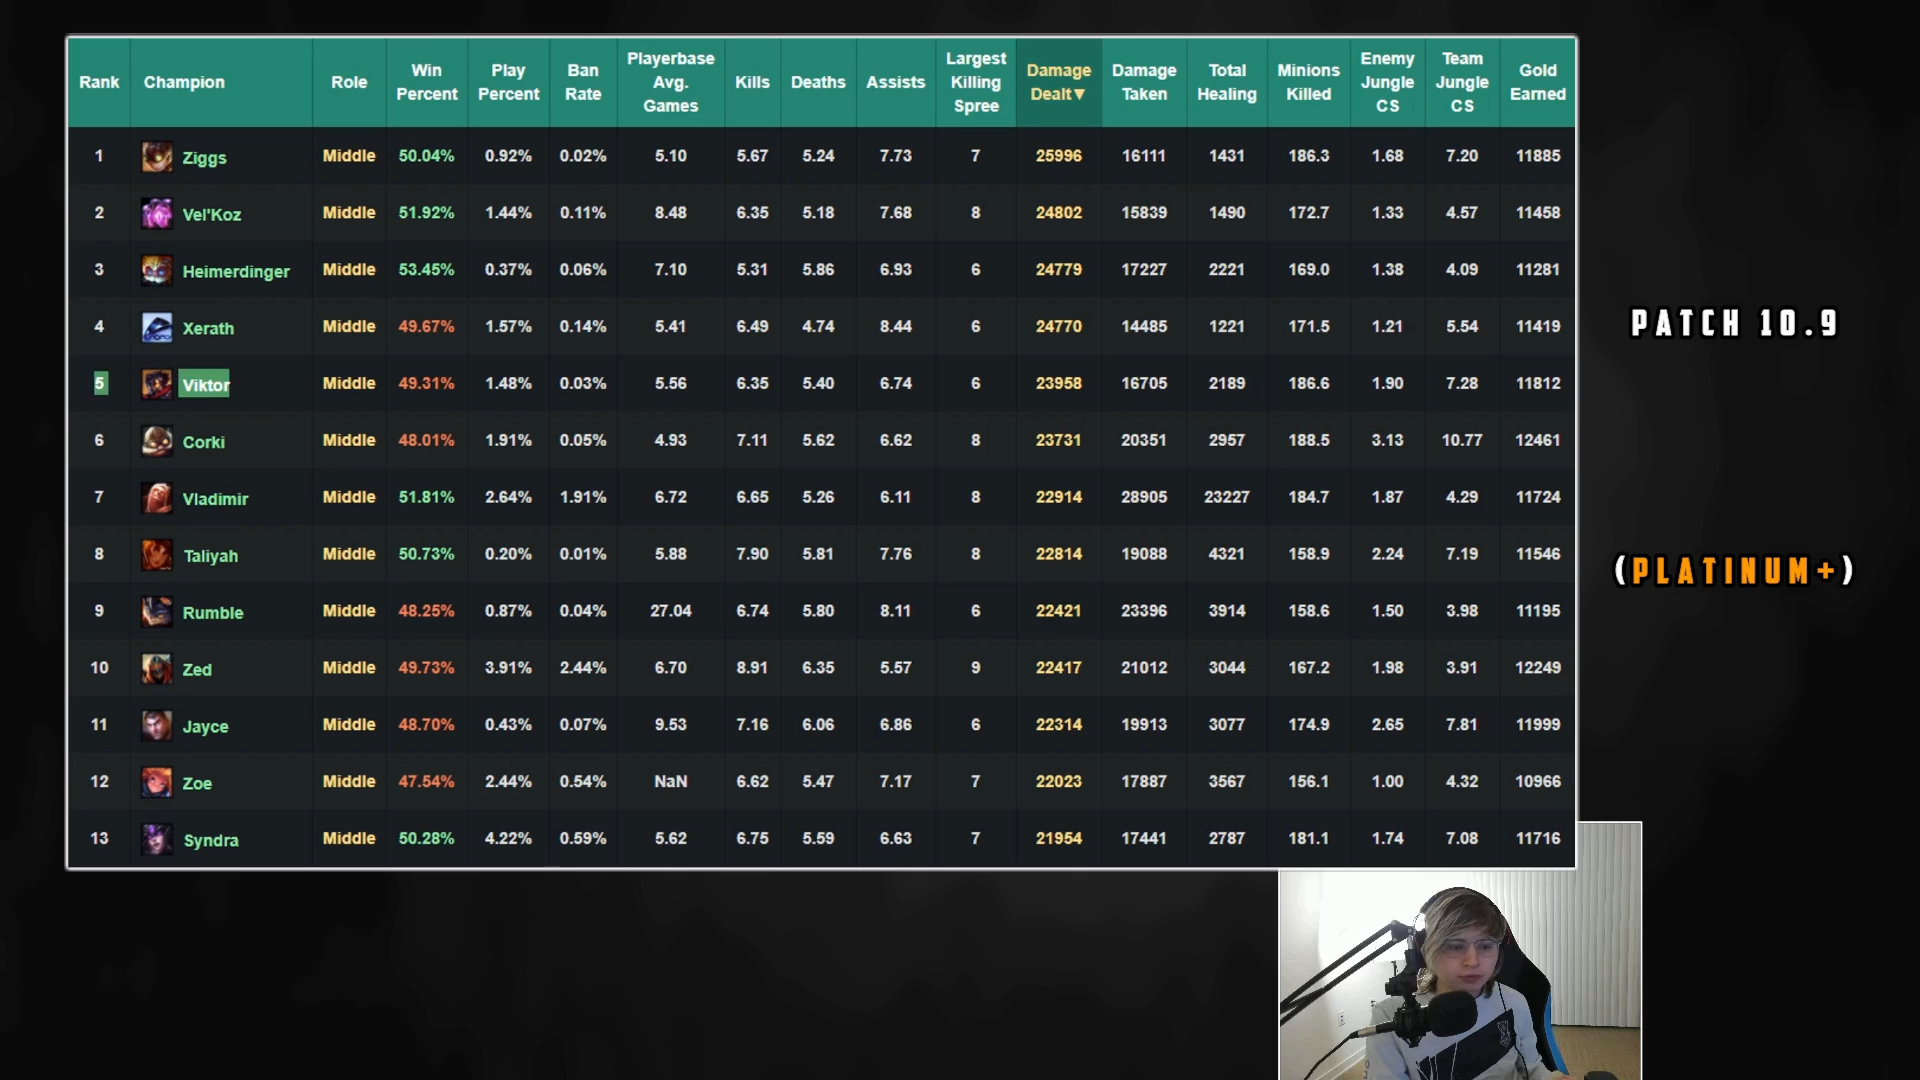 Rank Champion Role Win Percent Play Percent Ban Rate Playerbase Avg. Games Kills Deaths Assists Largest Killing Spree Damage Dealt▼ Damage Taken Total Healing Minions Killed Enemy Jungle CS Team Jungle CS Gold Earned
1 Ziggs Middle 50.04% 0.92% 0.02% 5.10 5.67 5.24 7.73 7 25996 16111 1431 186.3 1.68 7.20 11885
2 Vel'Koz Middle 51.92% 1.44% 0.11% 8.48 6.35 5.18 7.68 8 24802 15839 1490 172.7 1.33 4.57 11458
3 Heimerdinger Middle 53.45% 0.37% 0.06% 7.10 5.31 5.86 6.93 6 24779 17227 2221 169.0 1.38 4.09 11281
4 Xerath Middle 49.67% 1.57% 0.14% 5.41 6.49 4.74 8.44 6 24770 14485 1221 171.5 1.21 5.54 11419
5 Viktor Middle 49.31% 1.48% 0.03% 5.56 6.35 5.40 6.74 6 23958 16705 2189 186.6 1.90 7.28 11812
6 Corki Middle 48.01% 1.91% 0.05% 4.93 7.11 5.62 6.62 8 23731 20351 2957 188.5 3.13 10.77 12461
7 Vladimir Middle 51.81% 2.64% 1.91% 6.72 6.65 5.26 6.11 8 22914 28905 23227 184.7 1.87 4.29 11724
8 Taliyah Middle 50.73% 0.20% 0.01% 5.88 7.90 5.81 7.76 8 22814 19088 4321 158.9 2.24 7.19 11546
9 Rumble Middle 48.25% 0.87% 0.04% 27.04 6.74 5.80 8.11 6 22421 23396 3914 158.6 1.50 3.98 11195
10 Zed Middle 49.73% 3.91% 2.44% 6.70 8.91 6.35 5.57 9 22417 21012 3044 167.2 1.98 3.91 12249
11 Jayce Middle 48.70% 0.43% 0.07% 9.53 7.16 6.06 6.86 6 22314 19913 3077 174.9 2.65 7.81 11999
12 Zoe Middle 47.54% 2.44% 0.54% NaN 6.62 5.47 7.17 7 22023 17887 3567 156.1 1.00 4.32 10966
13 Syndra Middle 50.28% 4.22% 0.59% 5.62 6.75 5.59 6.63 7 21954 17441 2787 181.1 1.74 7.08 11716
PATCH 10.9
(PLATINUM+)